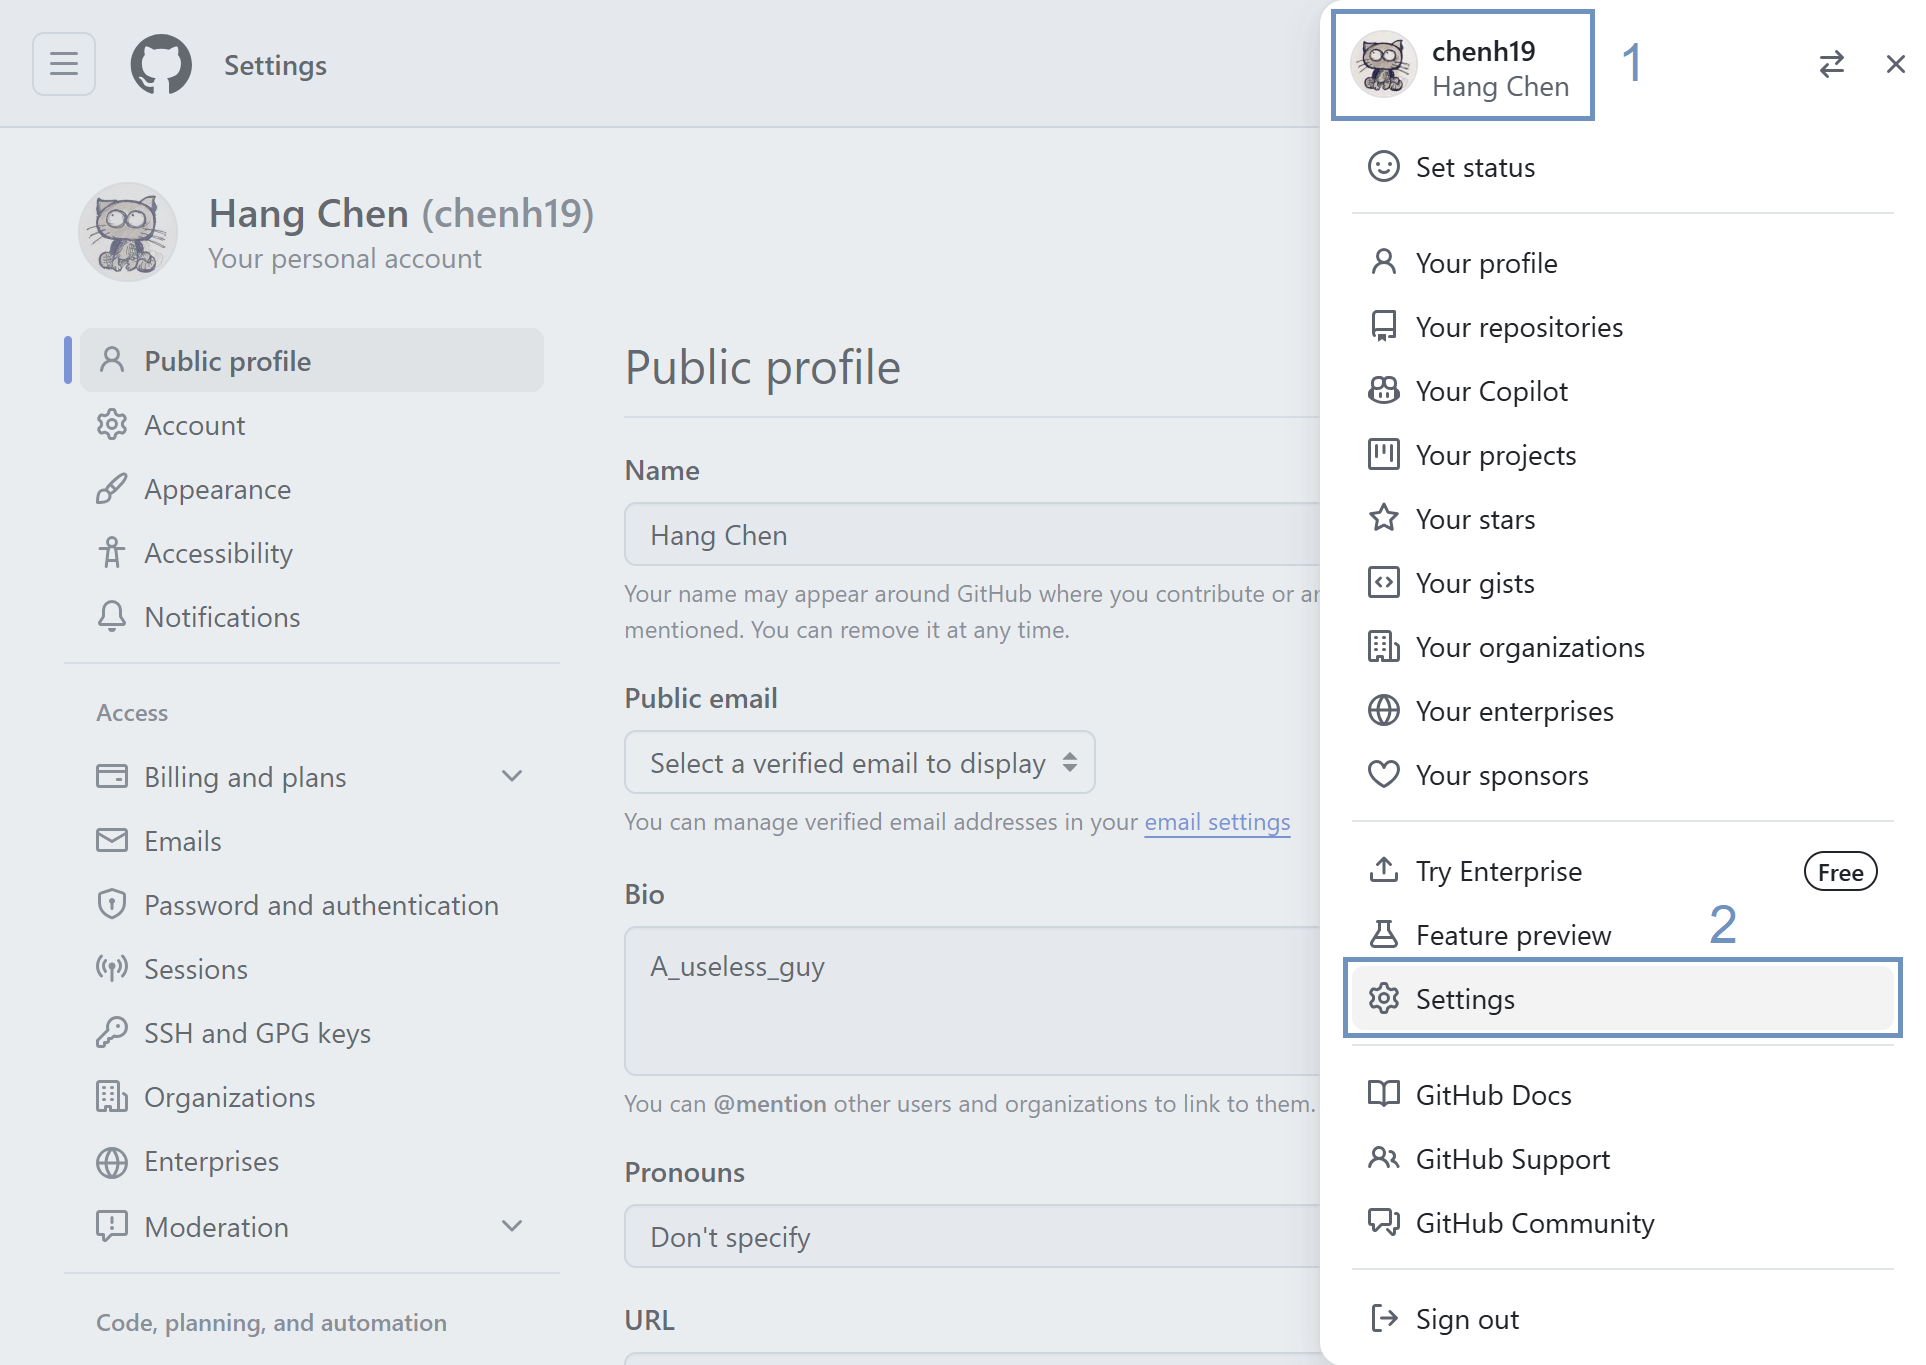 Settings
Hang Chen (chenh19)
Your personal account
Public profile
Account
Appearance
Accessibility
Notifications
Access
Billing and plans
Emails
Password and authentication
Sessions
SSH and GPG keys
Organizations
Enterprises
Moderation
Code, planning, and automation
Public profile
Name
Hang Chen
Your name may appear around GitHub where you contribute or ar
mentioned. You can remove it at any time.
Public email
Select a verified email to display
You can manage verified email addresses in your email settings
Bio
A_useless_guy
You can @mention other users and organizations to link to them.
Pronouns
Don't specify
URL
chenh19
Hang Chen
1
Set status
Your profile
Your repositories
Your Copilot
Your projects
Your stars
Your gists
Your organizations
Your enterprises
Your sponsors
Try Enterprise Free
Feature preview
2
Settings
GitHub Docs
GitHub Support
GitHub Community
Sign out